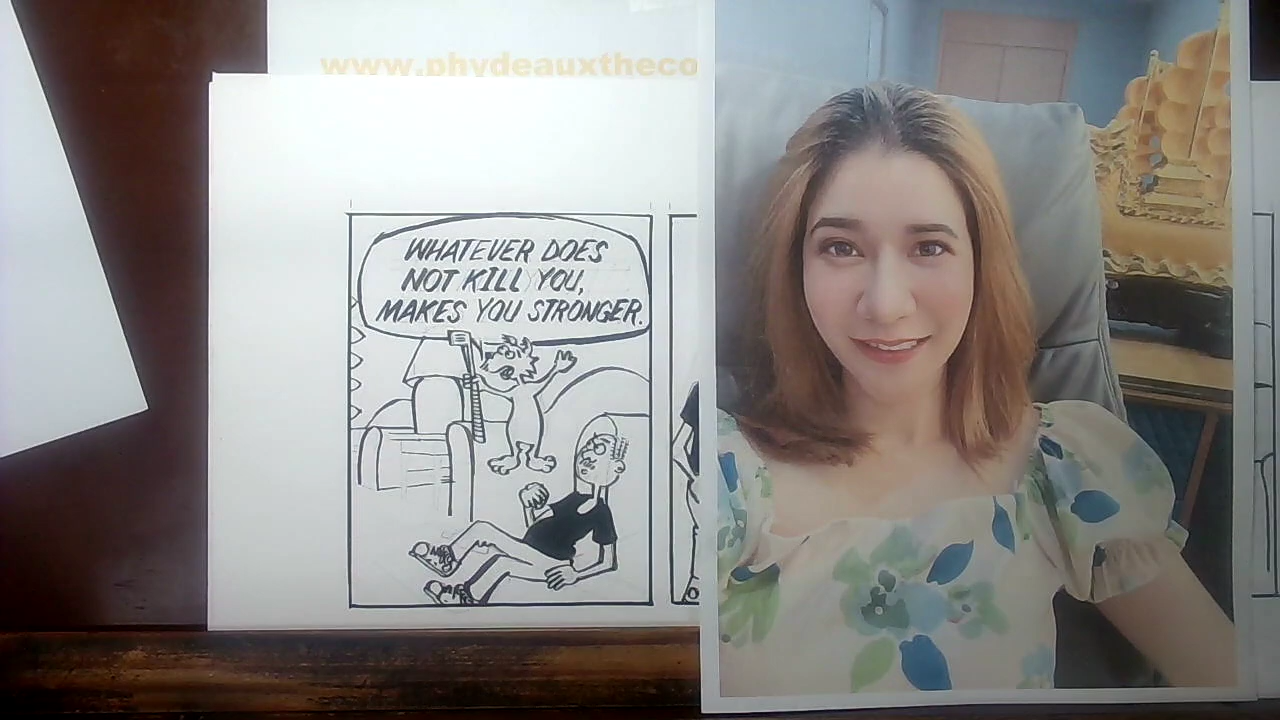 www.phydeauxtheco
WHATEVER DOES
NOT KILL YOU,
MAKES YOU STRONGER.